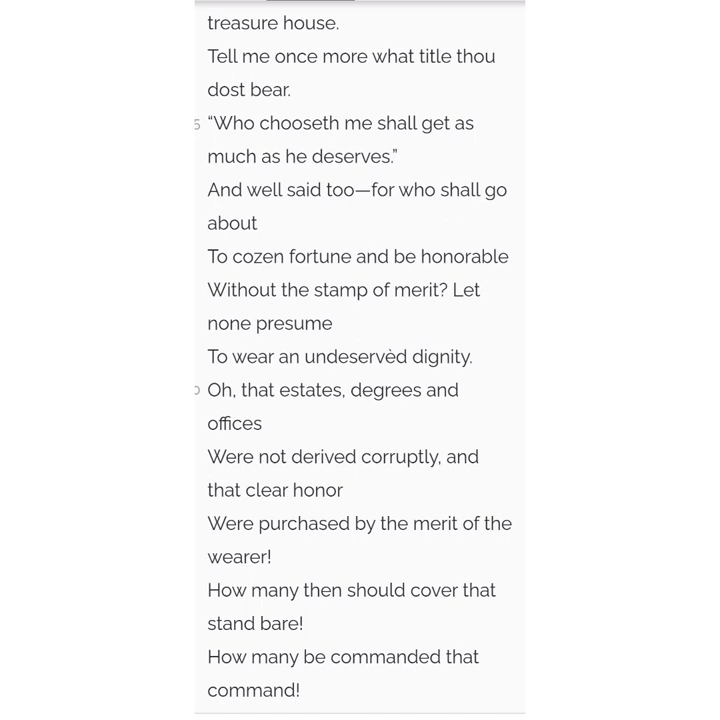 treasure house.
Tell me once more what title thou
dost bear.
“Who chooseth me shall get as
much as he deserves.”
And well said too—for who shall go
about
To cozen fortune and be honorable
Without the stamp of merit? Let
none presume
To wear an undeservèd dignity.
Oh, that estates, degrees and
offices
Were not derived corruptly, and
that clear honor
Were purchased by the merit of the
wearer!
How many then should cover that
stand bare!
How many be commanded that
command!